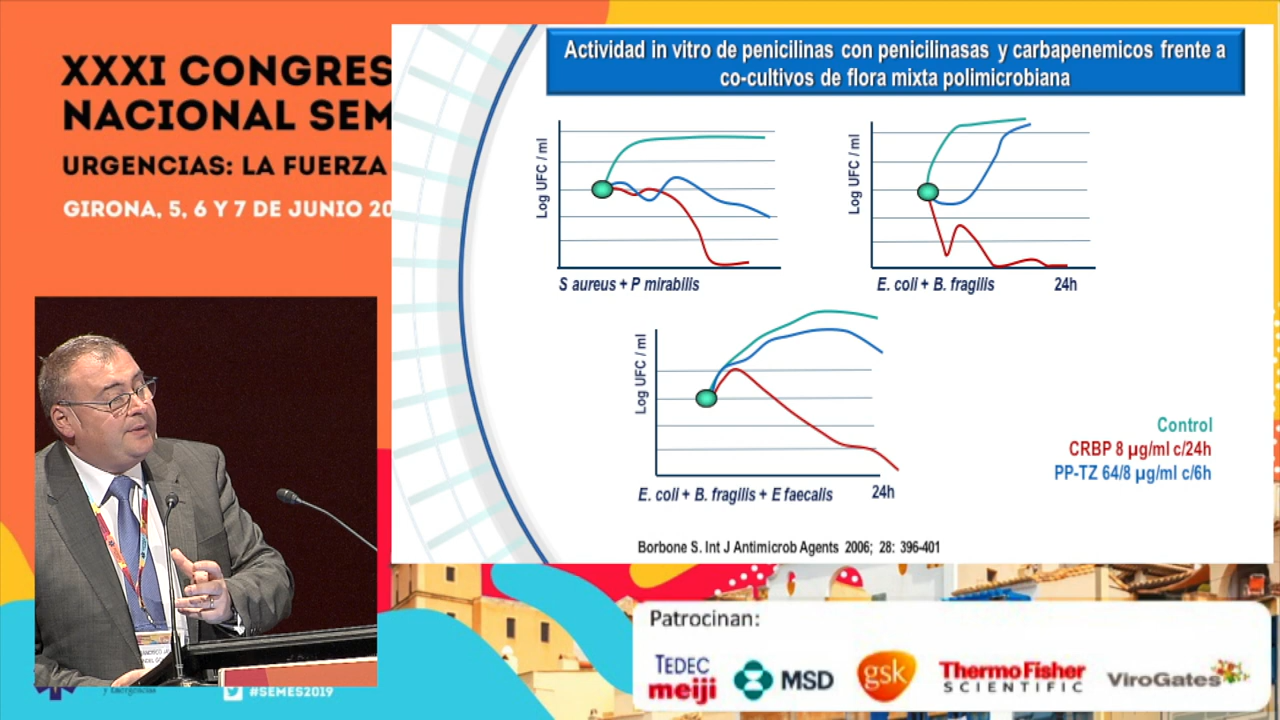 XXXI CONGRES
NACIONAL SEM
URGENCIAS: LA FUERZA
GIRONA, 5, 6 Y 7 DE JUNIO 20
Actividad in vitro de penicilinas con penicilinasas y carbapenemicos frente a
co-cultivos de flora mixta polimicrobiana
Log UFC / ml
S aureus + P mirabilis
Log UFC / ml
E. coli + B. fragilis 24h
Log UFC / ml
E. coli + B. fragilis + E faecalis 24h
Control
CRBP 8 µg/ml c/24h
PP-TZ 64/8 µg/ml c/6h
Borbone S. Int J Antimicrob Agents 2006; 28: 396-401
y Emergencias
#SEMES2019
Patrocinan:
TEDEC
meiji
MSD
gsk
ThermoFisher
SCIENTIFIC
ViroGates